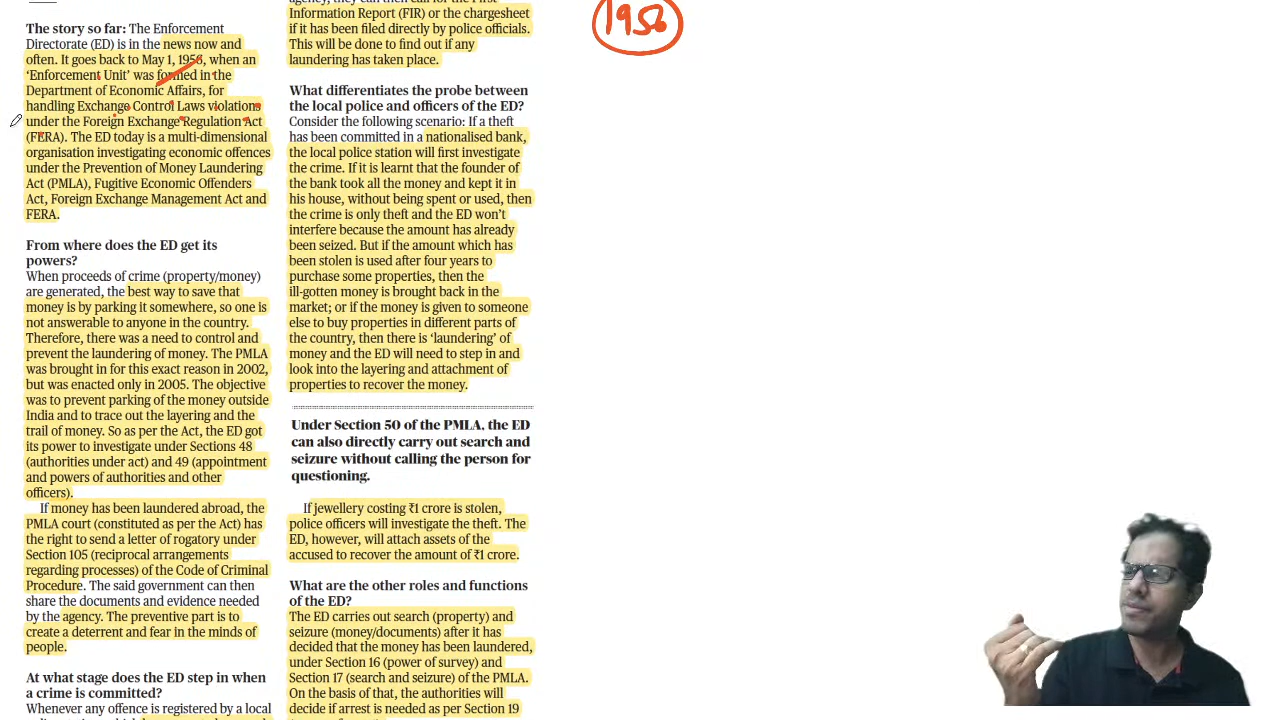 The story so far: The Enforcement
Directorate (ED) is in the news now and
often. It goes back to May 1, 1956, when an
‘Enforcement Unit’ was formed in the
Department of Economic Affairs, for
handling Exchange Control Laws violations
under the Foreign Exchange Regulation Act
(FERA). The ED today is a multi-dimensional
organisation investigating economic offences
under the Prevention of Money Laundering
Act (PMLA), Fugitive Economic Offenders
Act, Foreign Exchange Management Act and
FERA.
From where does the ED get its
powers?
When proceeds of crime (property/money)
are generated, the best way to save that
money is by parking it somewhere, so one is
not answerable to anyone in the country.
Therefore, there was a need to control and
prevent the laundering of money. The PMLA
was brought in for this exact reason in 2002,
but was enacted only in 2005. The objective
was to prevent parking of the money outside
India and to trace out the layering and the
trail of money. So as per the Act, the ED got
its power to investigate under Sections 48
(authorities under act) and 49 (appointment
and powers of authorities and other
officers).
If money has been laundered abroad, the
PMLA court (constituted as per the Act) has
the right to send a letter of rogatory under
Section 105 (reciprocal arrangements
regarding processes) of the Code of Criminal
Procedure. The said government can then
share the documents and evidence needed
by the agency. The preventive part is to
create a deterrent and fear in the minds of
people.
At what stage does the ED step in when
a crime is committed?
Whenever any offence is registered by a local
agency, they can then call for the First
Information Report (FIR) or the chargesheet
if it has been filed directly by police officials.
This will be done to find out if any
laundering has taken place.
What differentiates the probe between
the local police and officers of the ED?
Consider the following scenario: If a theft
has been committed in a nationalised bank,
the local police station will first investigate
the crime. If it is learnt that the founder of
the bank took all the money and kept it in
his house, without being spent or used, then
the crime is only theft and the ED won’t
interfere because the amount has already
been seized. But if the amount which has
been stolen is used after four years to
purchase some properties, then the
ill-gotten money is brought back in the
market; or if the money is given to someone
else to buy properties in different parts of
the country, then there is ‘laundering’ of
money and the ED will need to step in and
look into the layering and attachment of
properties to recover the money.
Under Section 50 of the PMLA, the ED
can also directly carry out search and
seizure without calling the person for
questioning.
If jewellery costing ₹1 crore is stolen,
police officers will investigate the theft. The
ED, however, will attach assets of the
accused to recover the amount of ₹1 crore.
What are the other roles and functions
of the ED?
The ED carries out search (property) and
seizure (money/documents) after it has
decided that the money has been laundered,
under Section 16 (power of survey) and
Section 17 (search and seizure) of the PMLA.
On the basis of that, the authorities will
decide if arrest is needed as per Section 19
1956